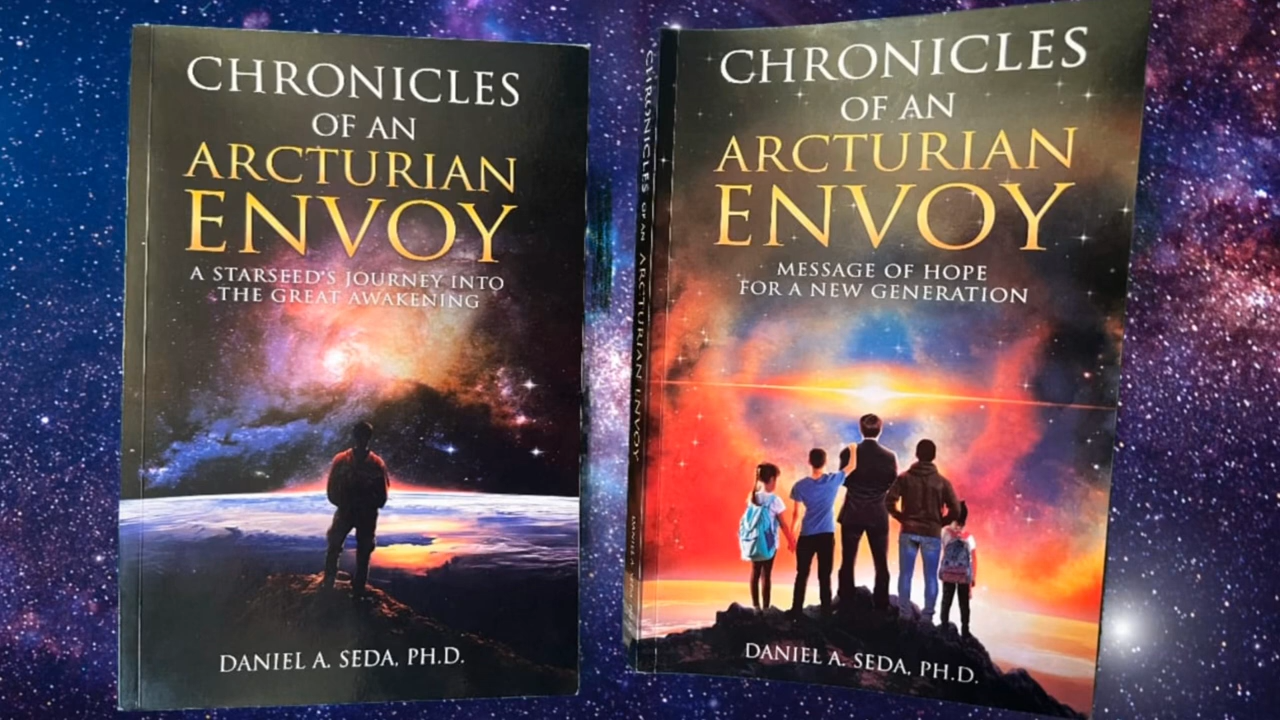 CHRONICLES
OF AN
ARCTURIAN
ENVOY
A STARSEED'S JOURNEY INTO
THE GREAT AWAKENING
DANIEL A. SEDA, PH.D.
CHRONICLES OF AN ARCTURIAN ENVOY
CHRONICLES
OF AN
ARCTURIAN
ENVOY
MESSAGE OF HOPE
FOR A NEW GENERATION
DANIEL A. SEDA, PH.D.